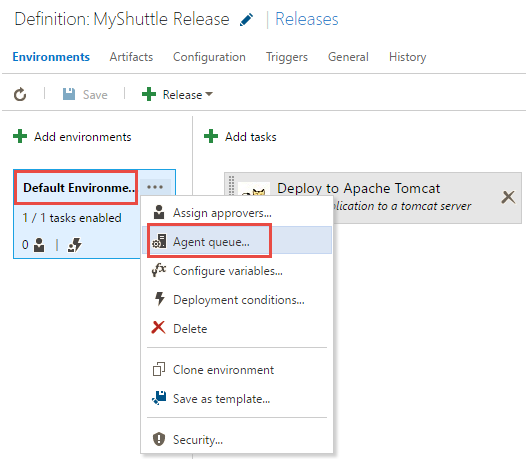 Definition: MyShuttle Release | Releases
Environments Artifacts Configuration Triggers General History
Save Release
Add environments
Add tasks
Default Environme... ...
1 / 1 tasks enabled
0 |
Deploy to Apache Tomcat
plication to a tomcat server
Assign approvers...
Agent queue...
Configure variables...
Deployment conditions...
Delete
Clone environment
Save as template...
Security...